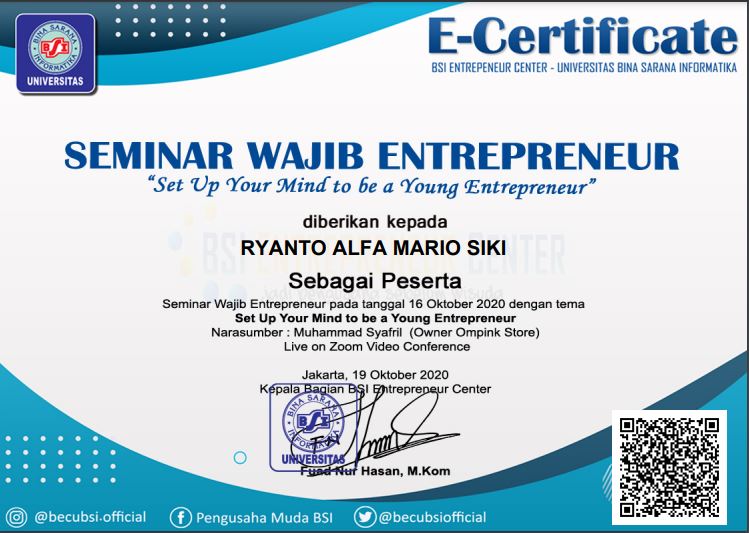 BINA SARANA
BSI
INFORMATIKA
UNIVERSITAS
E-Certificate
BSI ENTREPENEUR CENTER - UNIVERSITAS BINA SARANA INFORMATIKA
SEMINAR WAJIB ENTREPRENEUR
“Set Up Your Mind to be a Young Entrepreneur”
diberikan kepada
BSI ENTREPRENEUR CENTER
RYANTO ALFA MARIO SIKI
Sebagai Peserta
Seminar Wajib Entrepreneur pada tanggal 16 Oktober 2020 dengan tema
Set Up Your Mind to be a Young Entrepreneur
Narasumber : Muhammad Syafril (Owner Ompink Store)
Live on Zoom Video Conference
Jakarta, 19 Oktober 2020
Kepala Bagian BSI Entrepreneur Center
BINA SARANA
BSI
INFORMATIKA
UNIVERSITAS
Fuad Nur Hasan, M.Kom
@becubsi.official
Pengusaha Muda BSI
@becubsiofficial